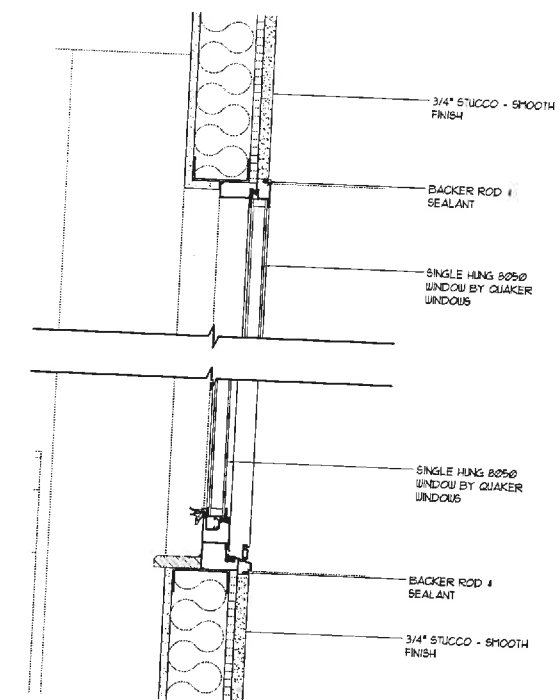 3/4" STUCCO - SMOOTH
FINISH
BACKER ROD &
SEALANT
SINGLE HUNG 8050
WINDOW BY QUAKER
WINDOWS
SINGLE HUNG 8050
WINDOW BY QUAKER
WINDOWS
BACKER ROD &
SEALANT
3/4" STUCCO - SMOOTH
FINISH